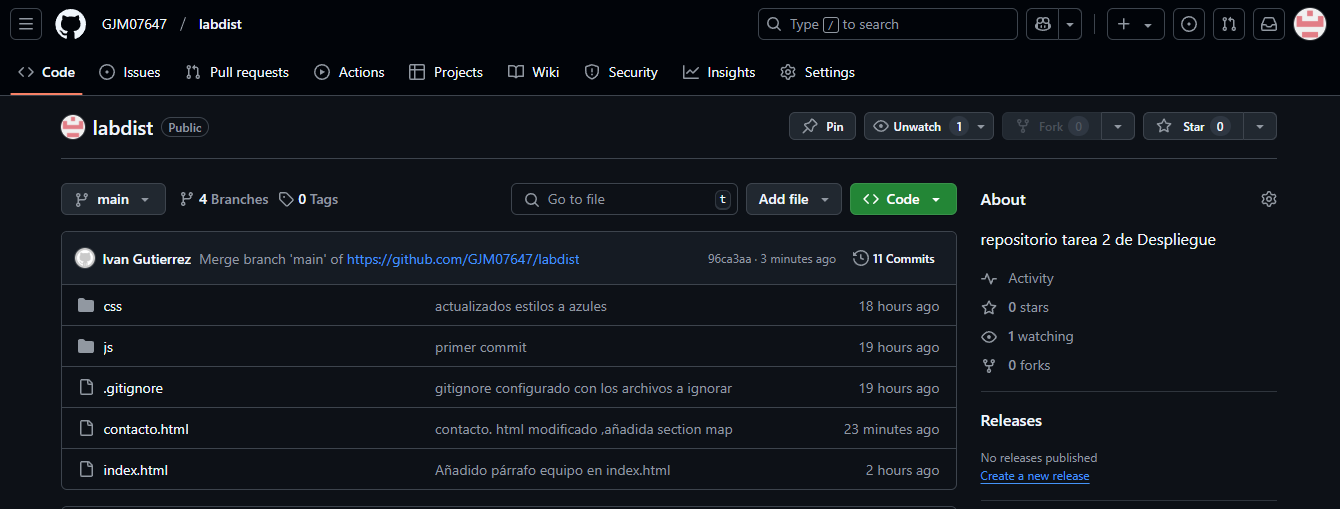 GJM07647 / labdist
Type / to search
Code Issues Pull requests Actions Projects Wiki Security Insights Settings
labdist Public
Pin Unwatch 1 Fork 0 Star 0
main 4 Branches 0 Tags Go to file t Add file Code
Ivan Gutierrez Merge branch 'main' of https://github.com/GJM07647/labdist 96ca3aa · 3 minutes ago 11 Commits
css actualizados estilos a azules 18 hours ago
js primer commit 19 hours ago
.gitignore gitignore configurado con los archivos a ignorar 19 hours ago
contacto.html contacto. html modificado ,añadida section map 23 minutes ago
index.html Añadido párrafo equipo en index.html 2 hours ago
About
repositorio tarea 2 de Despliegue
Activity
0 stars
1 watching
0 forks
Releases
No releases published
Create a new release